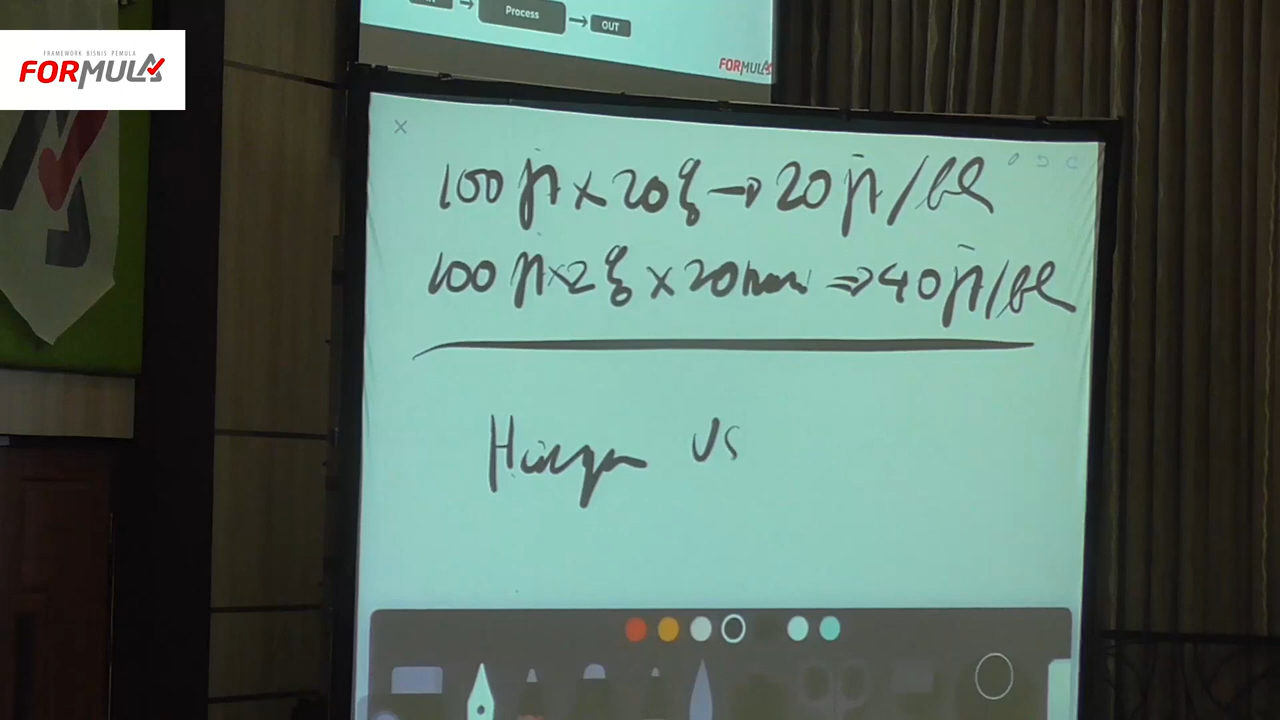 Process → OUT
FORMULA
FRAMEWORK BISNIS PEMULA
FORMULA
100 jt x 20% → 20 jt/bl
100 jt x 2% x 20 hari ⇒ 40 jt/bl
vs